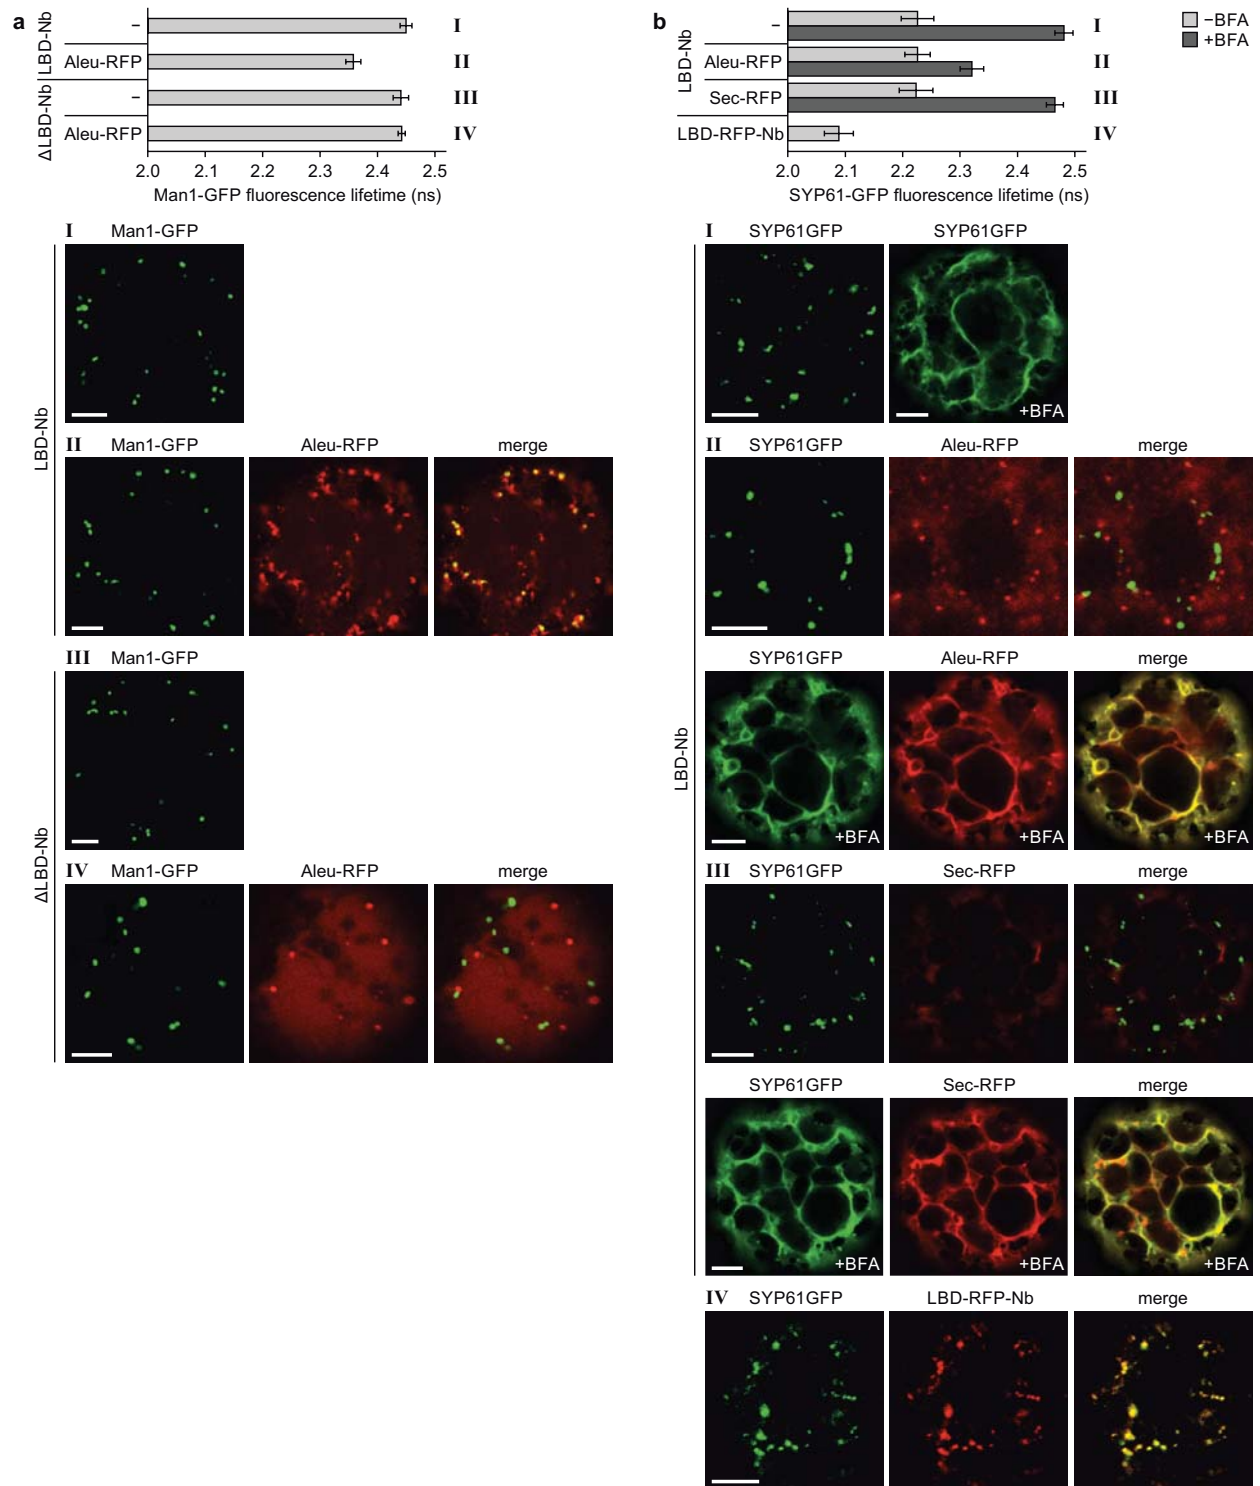 a
LBD-Nb
ΔLBD-Nb
–
I
Aleu-RFP
II
–
III
Aleu-RFP
IV
2.0 2.1 2.2 2.3 2.4 2.5
Man1-GFP fluorescence lifetime (ns)
I Man1-GFP
LBD-Nb
II Man1-GFP Aleu-RFP merge
III Man1-GFP
ΔLBD-Nb
IV Man1-GFP Aleu-RFP merge
b
–BFA
+BFA
LBD-Nb
–
I
Aleu-RFP
II
Sec-RFP
III
LBD-RFP-Nb
IV
2.0 2.1 2.2 2.3 2.4 2.5
SYP61-GFP fluorescence lifetime (ns)
I SYP61GFP SYP61GFP
+BFA
II SYP61GFP Aleu-RFP merge
LBD-Nb
SYP61GFP Aleu-RFP merge
+BFA +BFA +BFA
III SYP61GFP Sec-RFP merge
SYP61GFP Sec-RFP merge
+BFA +BFA +BFA
IV SYP61GFP LBD-RFP-Nb merge